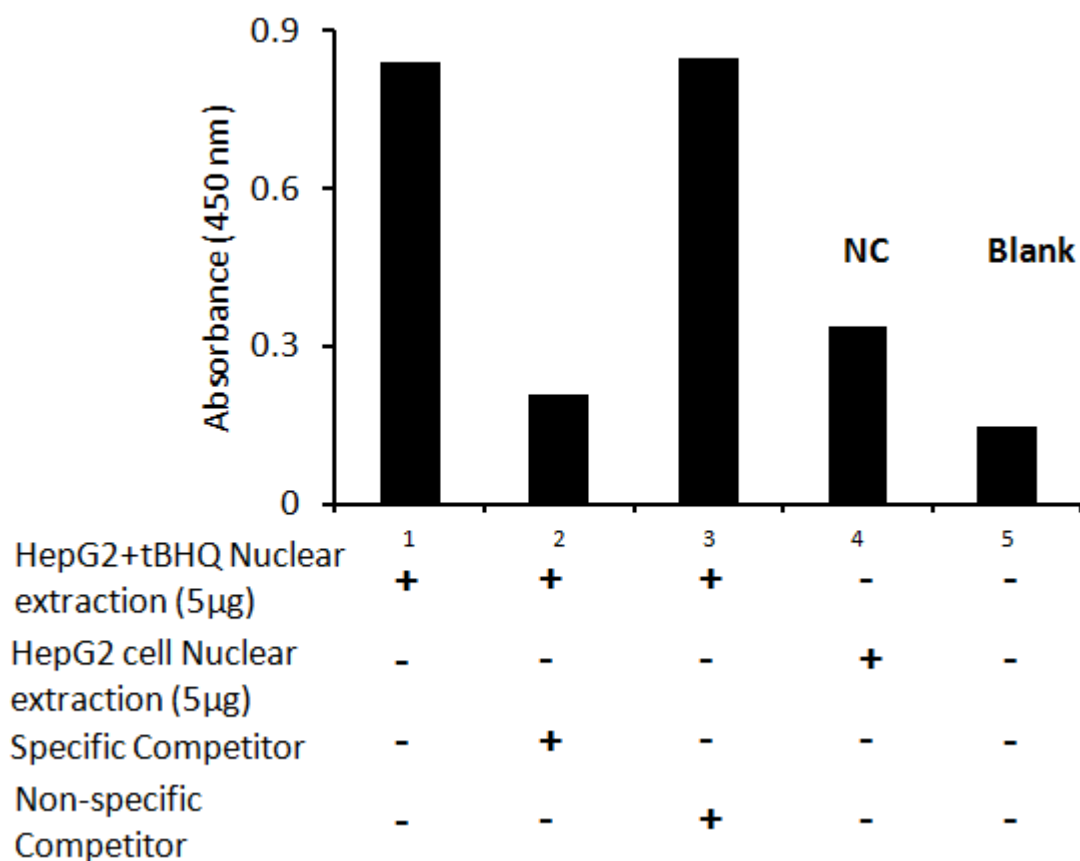 0.9
0.6
0.3
0
Absorbance (450 nm)
NC
Blank
1 2 3 4 5
HepG2+tBHQ Nuclear
extraction (5µg)
+ + + - -
HepG2 cell Nuclear
extraction (5µg)
- - - + -
Specific Competitor - + - - -
Non-specific
Competitor
- - + - -